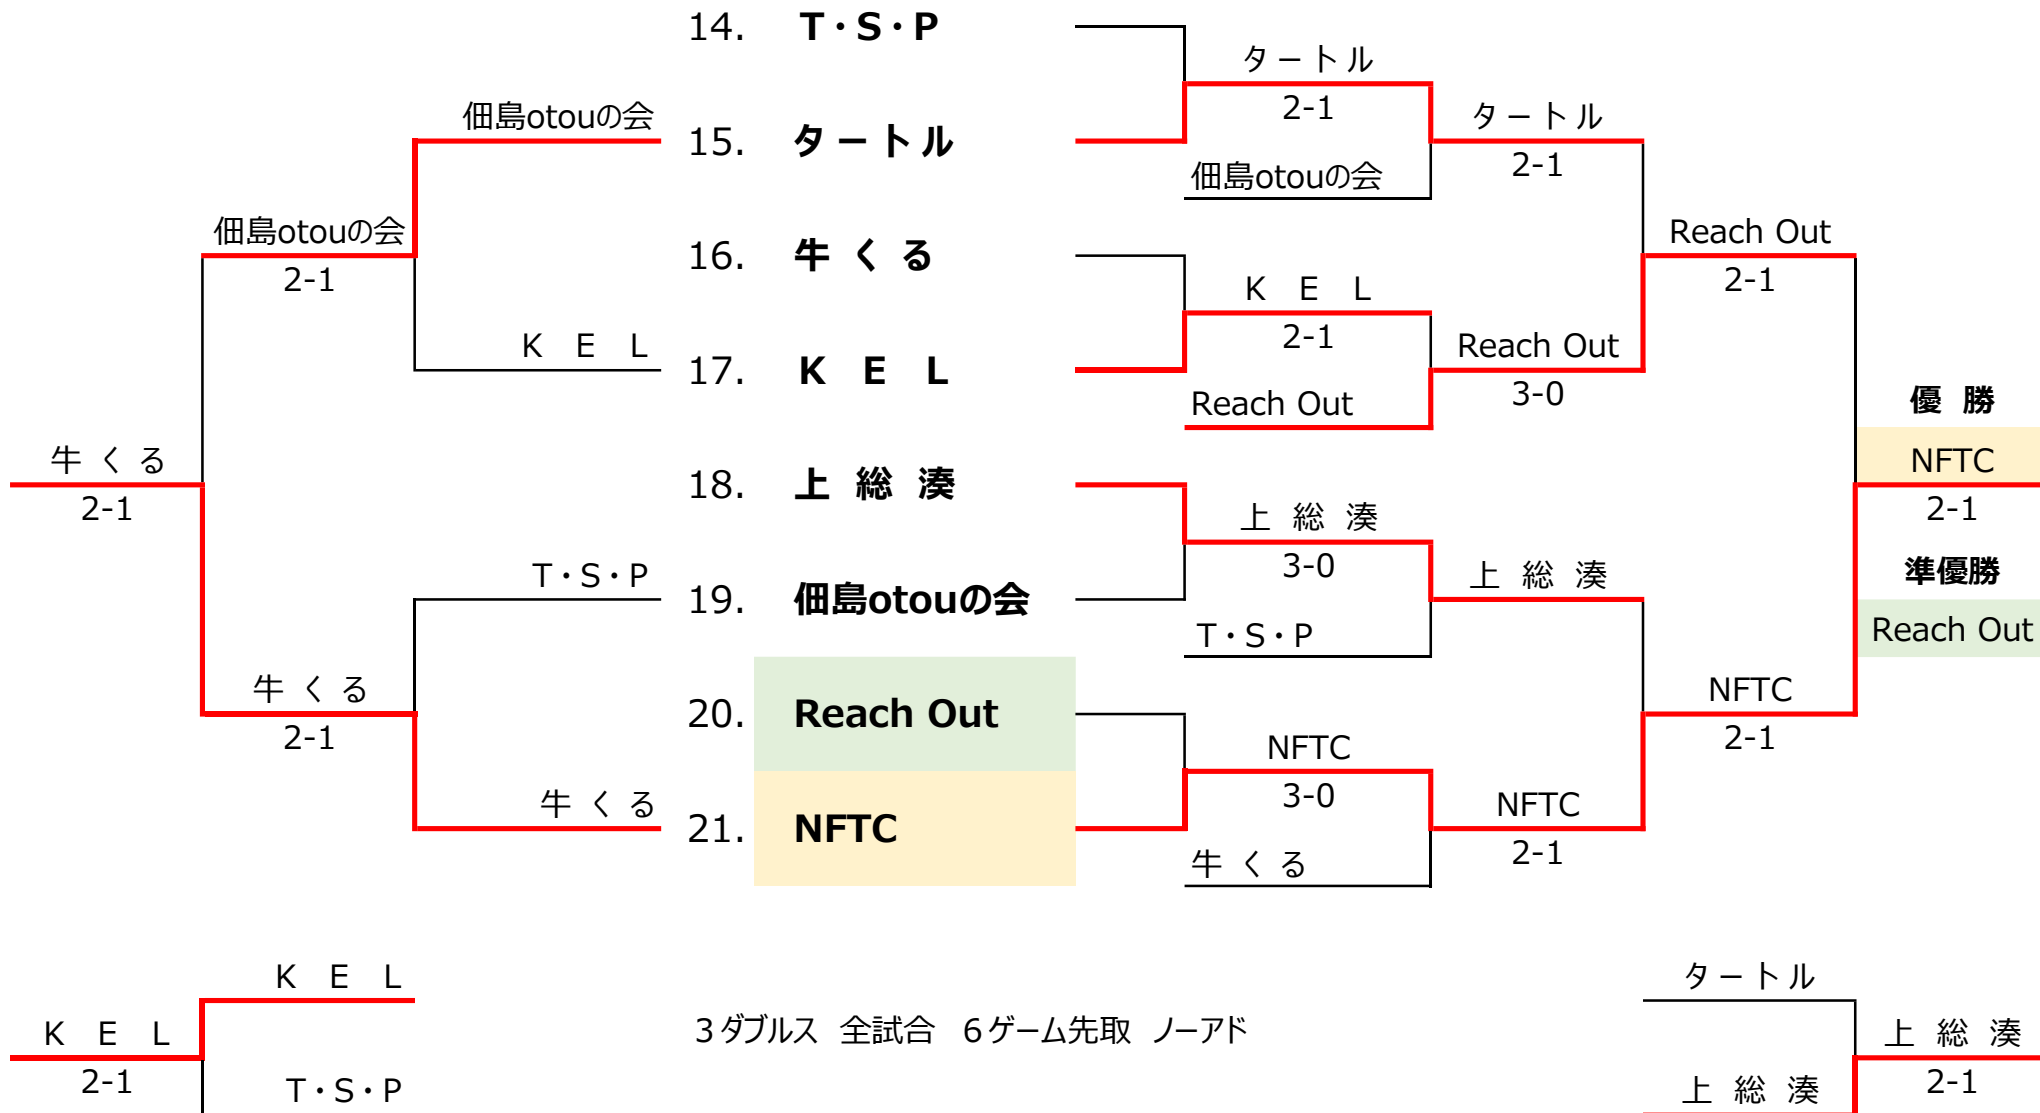 14. T・S・P
タートル
2-1
佃島otouの会
15. タートル
タートル
2-1
佃島otouの会
佃島otouの会
2-1
16. 牛くる
Reach Out
2-1
K E L
2-1
K E L
17. K E L
Reach Out
3-0
Reach Out
優 勝
牛くる
2-1
18. 上 総 湊
NFTC
2-1
上 総 湊
3-0
T・S・P
19. 佃島otouの会
上 総 湊
準優勝
Reach Out
T・S・P
牛くる
2-1
20. Reach Out
NFTC
2-1
NFTC
3-0
牛くる
21. NFTC
NFTC
2-1
牛くる
K E L
タートル
K E L
2-1
3ダブルス 全試合 6ゲーム先取 ノーアド
上 総 湊
2-1
T・S・P
上 総 湊